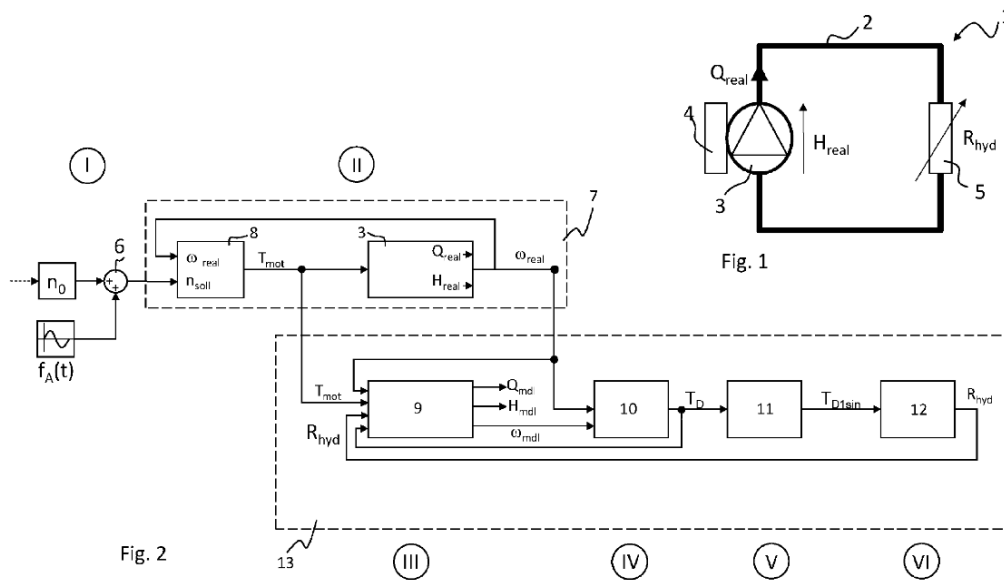 2
Q_real
4
H_real
R_hyd
3
5
Fig. 1
I
II
7
6
8
3
ω_real
n_soll
T_mot
Q_real
H_real
ω_real
n_0
+
+
f_A(t)
T_mot
R_hyd
9
Q_mdl
H_mdl
ω_mdl
10
T_D
11
T_D1sin
12
R_hyd
Fig. 2
13
III
IV
V
VI